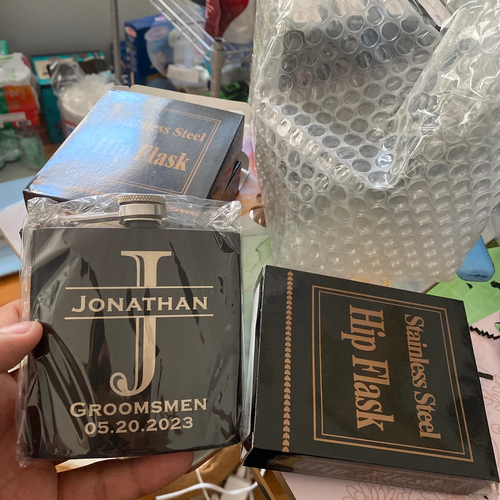 Stainless Steel
Hip Flask
J
JONATHAN
GROOMSMEN
05.20.2023
Stainless Steel
Hip Flask